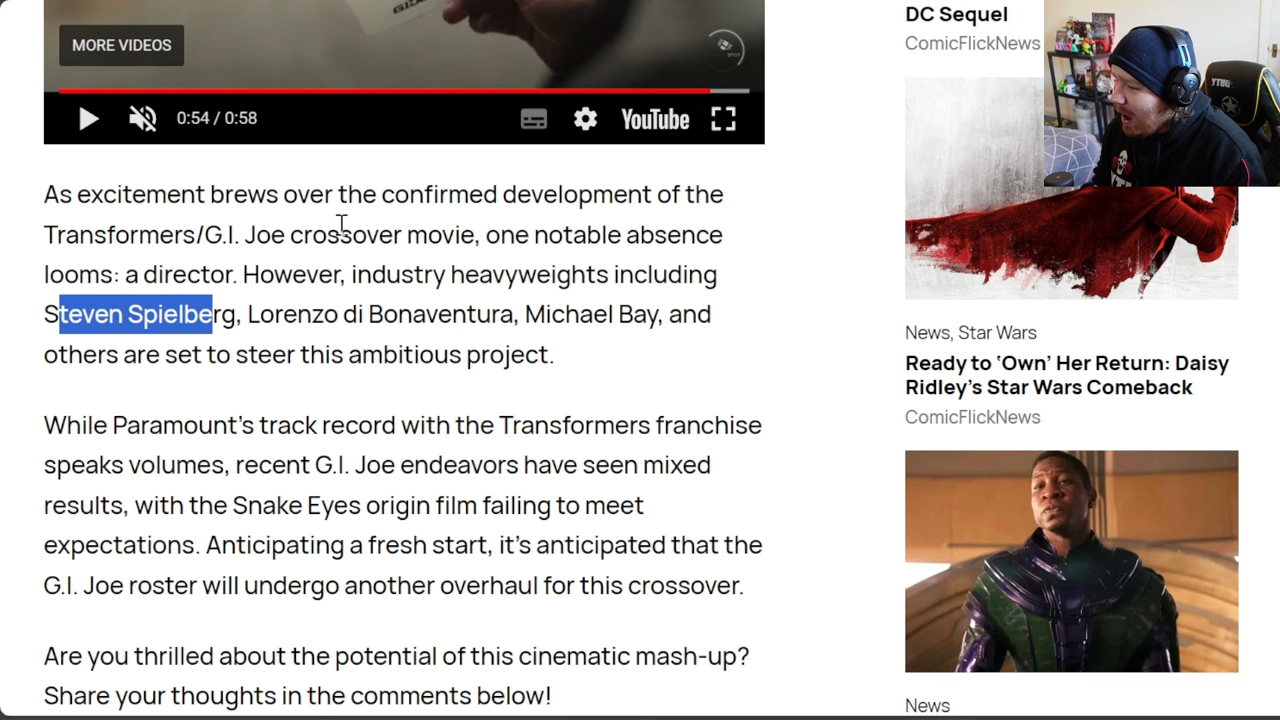 MORE VIDEOS
0:54 / 0:58
YouTube
As excitement brews over the confirmed development of the
Transformers/G.I. Joe crossover movie, one notable absence
looms: a director. However, industry heavyweights including
Steven Spielberg, Lorenzo di Bonaventura, Michael Bay, and
others are set to steer this ambitious project.
While Paramount’s track record with the Transformers franchise
speaks volumes, recent G.I. Joe endeavors have seen mixed
results, with the Snake Eyes origin film failing to meet
expectations. Anticipating a fresh start, it’s anticipated that the
G.I. Joe roster will undergo another overhaul for this crossover.
Are you thrilled about the potential of this cinematic mash-up?
Share your thoughts in the comments below!
DC Sequel
ComicFlickNews
News, Star Wars
Ready to ‘Own’ Her Return: Daisy
Ridley’s Star Wars Comeback
ComicFlickNews
News